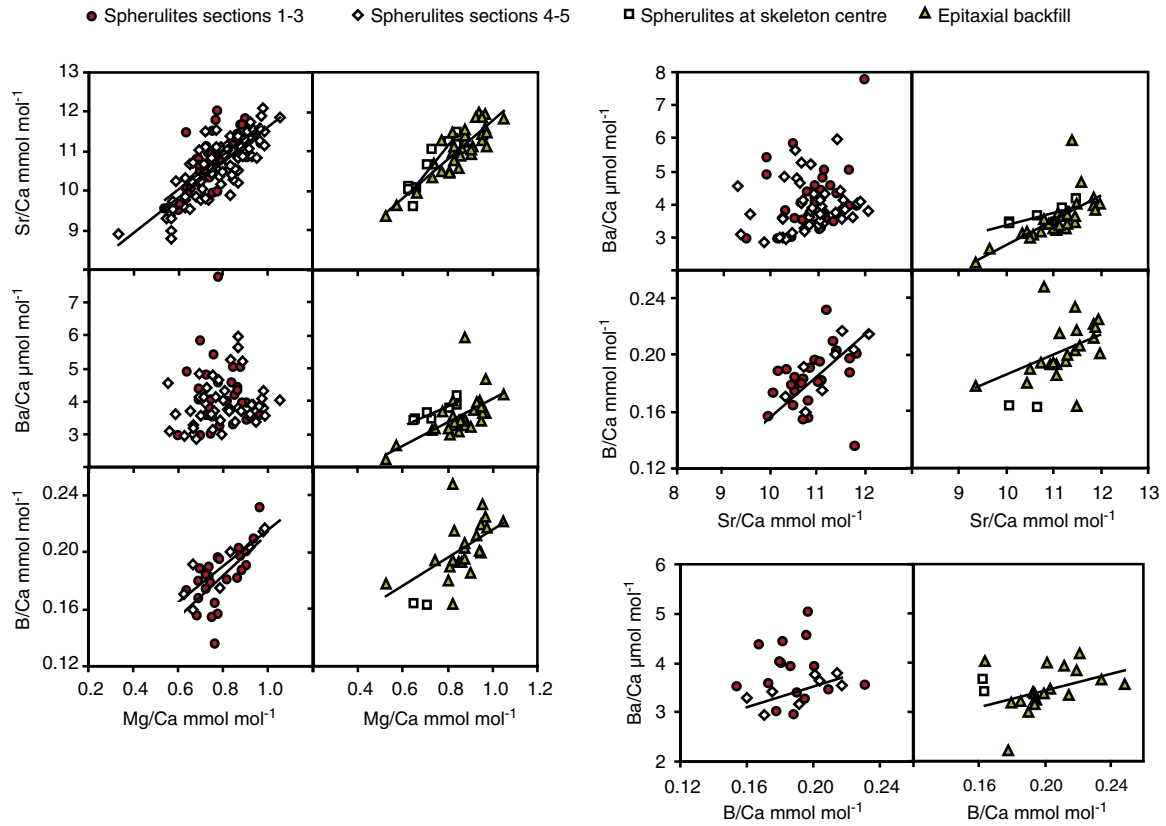 Spherulites sections 1-3
Spherulites sections 4-5
Spherulites at skeleton centre
Epitaxial backfill
13
12
11
10
9
Sr/Ca mmol mol⁻¹
7
6
5
4
3
Ba/Ca µmol mol⁻¹
0.24
0.20
0.16
0.12
B/Ca mmol mol⁻¹
0.2 0.4 0.6 0.8 1.0 0.4 0.6 0.8 1.0 1.2
Mg/Ca mmol mol⁻¹ Mg/Ca mmol mol⁻¹
8
7
6
5
4
3
Ba/Ca µmol mol⁻¹
0.24
0.20
0.16
0.12
B/Ca mmol mol⁻¹
8 9 10 11 12 9 10 11 12 13
Sr/Ca mmol mol⁻¹ Sr/Ca mmol mol⁻¹
6
5
4
3
2
Ba/Ca µmol mol⁻¹
0.12 0.16 0.20 0.24 0.16 0.20 0.24
B/Ca mmol mol⁻¹ B/Ca mmol mol⁻¹